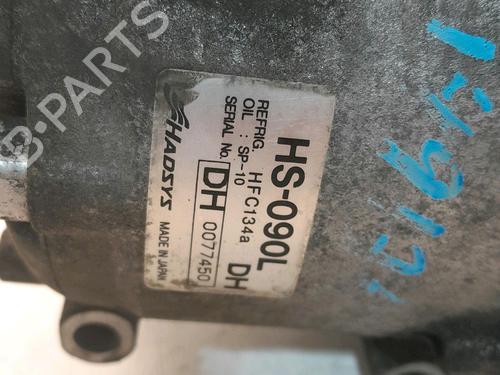 HS-090L
REFRIG. HFC134a
OIL : SP-10
SERIAL No. DH
DH 0077450
HADSYS MADE IN JAPAN
B-PARTS